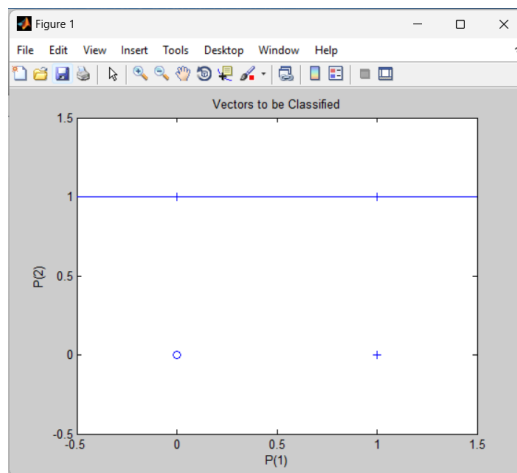 Figure 1
File Edit View Insert Tools Desktop Window Help
Vectors to be Classified
1.5
1
0.5
0
-0.5
P(2)
-0.5 0 0.5 1 1.5
P(1)